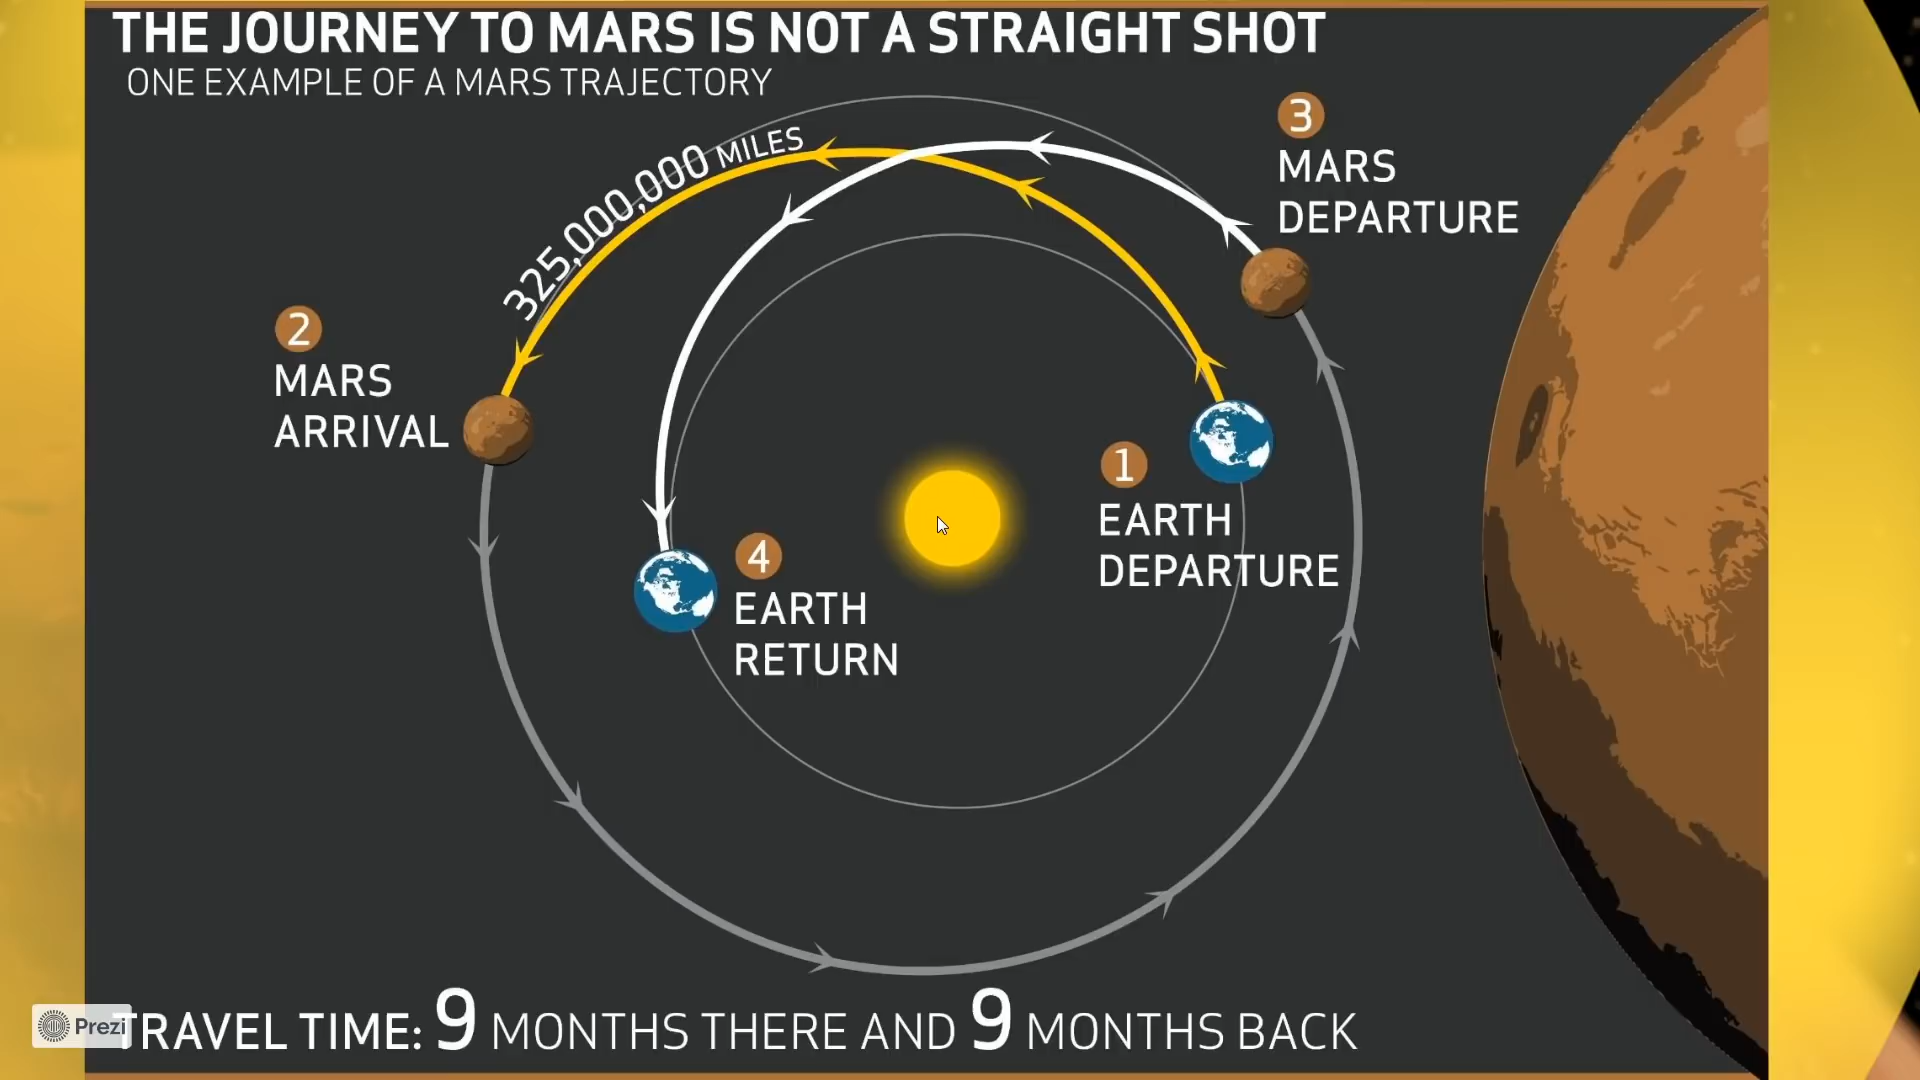 THE JOURNEY TO MARS IS NOT A STRAIGHT SHOT
ONE EXAMPLE OF A MARS TRAJECTORY
325,000,000 MILES
3
MARS
DEPARTURE
2
MARS
ARRIVAL
1
EARTH
DEPARTURE
4
EARTH
RETURN
TRAVEL TIME: 9 MONTHS THERE AND 9 MONTHS BACK
Prezi